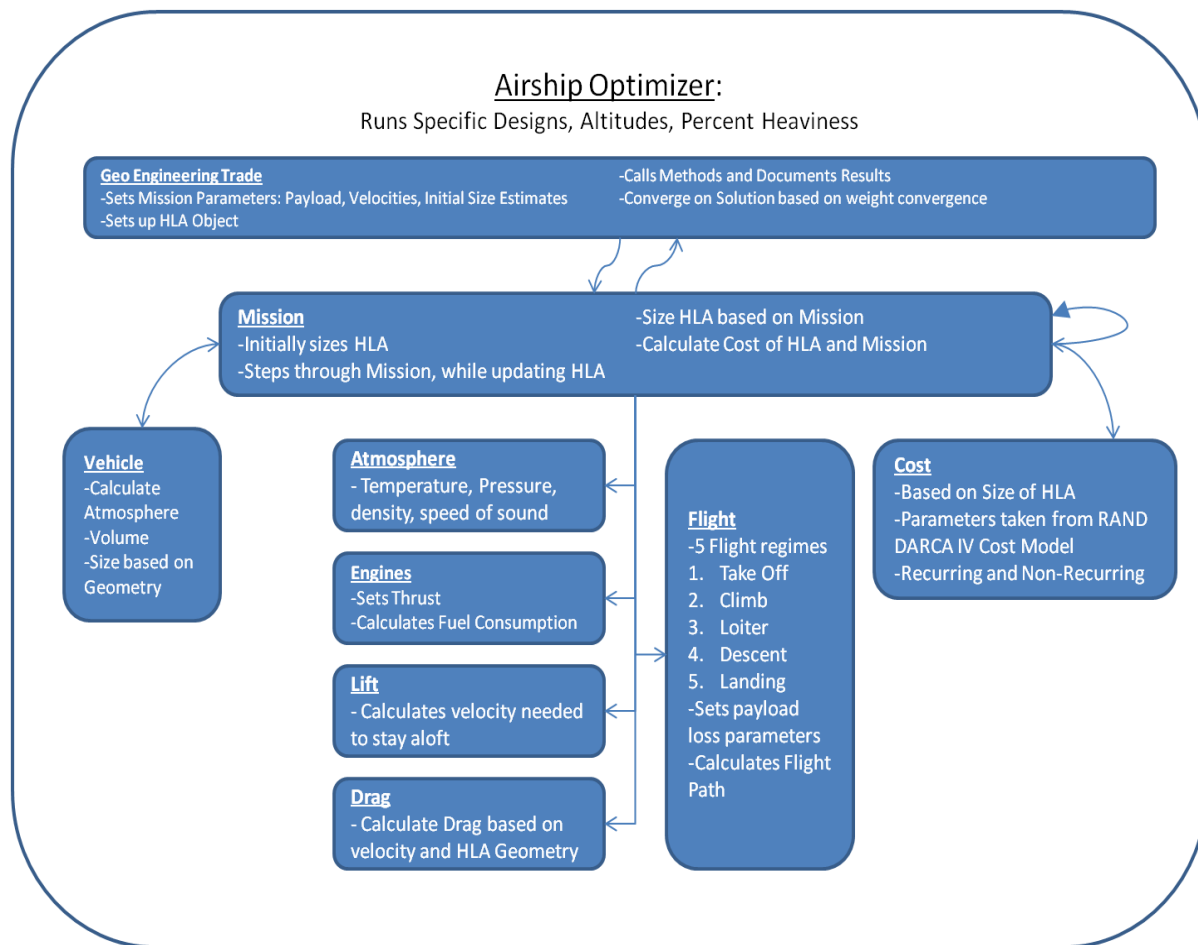 Airship Optimizer:
Runs Specific Designs, Altitudes, Percent Heaviness
Geo Engineering Trade
-Sets Mission Parameters: Payload, Velocities, Initial Size Estimates
-Sets up HLA Object
-Calls Methods and Documents Results
-Converge on Solution based on weight convergence
Mission
-Initially sizes HLA
-Steps through Mission, while updating HLA
-Size HLA based on Mission
-Calculate Cost of HLA and Mission
Vehicle
-Calculate
Atmosphere
-Volume
-Size based on
Geometry
Atmosphere
- Temperature, Pressure,
density, speed of sound
Engines
-Sets Thrust
-Calculates Fuel Consumption
Lift
- Calculates velocity needed
to stay aloft
Drag
- Calculate Drag based on
velocity and HLA Geometry
Flight
-5 Flight regimes
1. Take Off
2. Climb
3. Loiter
4. Descent
5. Landing
-Sets payload
loss parameters
-Calculates Flight
Path
Cost
-Based on Size of HLA
-Parameters taken from RAND
DARCA IV Cost Model
-Recurring and Non-Recurring